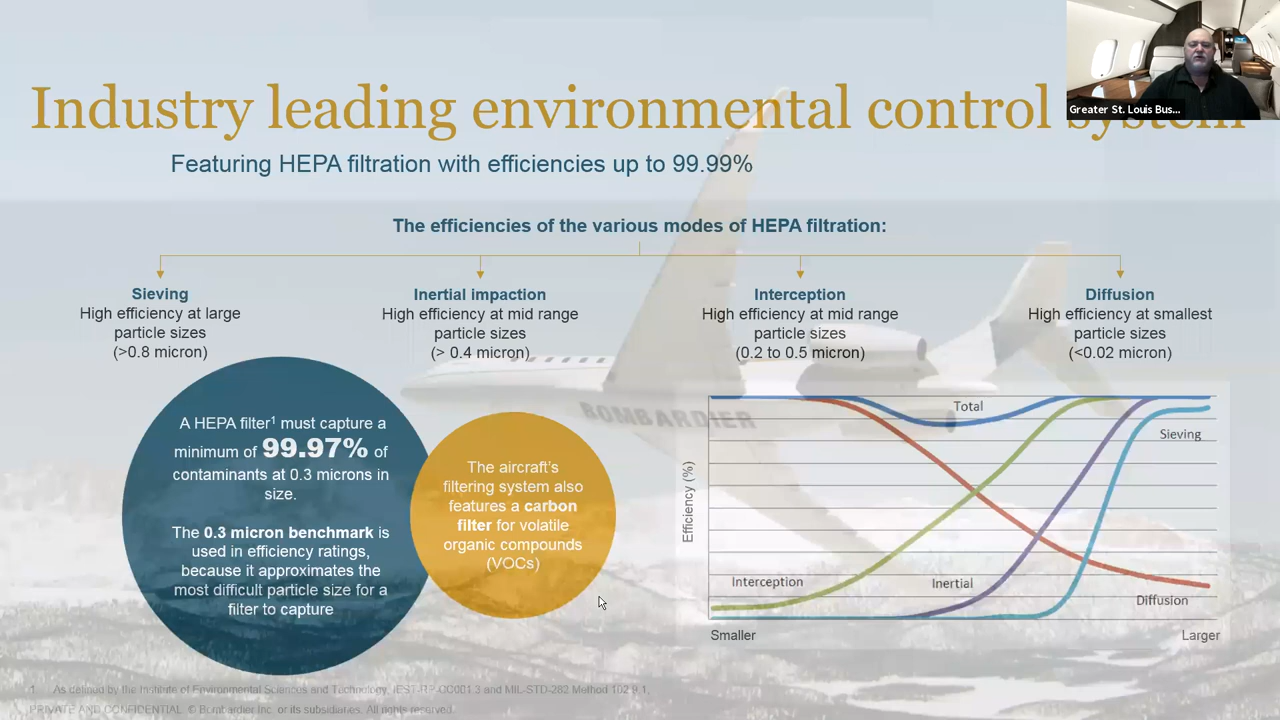 Industry leading environmental control system
Greater St. Louis Bus...
Featuring HEPA filtration with efficiencies up to 99.99%
The efficiencies of the various modes of HEPA filtration:
Sieving
High efficiency at large
particle sizes
(>0.8 micron)
Inertial impaction
High efficiency at mid range
particle sizes
(> 0.4 micron)
Interception
High efficiency at mid range
particle sizes
(0.2 to 0.5 micron)
Diffusion
High efficiency at smallest
particle sizes
(<0.02 micron)
A HEPA filter¹ must capture a
minimum of 99.97% of
contaminants at 0.3 microns in
size.
The 0.3 micron benchmark is
used in efficiency ratings,
because it approximates the
most difficult particle size for a
filter to capture
The aircraft's
filtering system also
features a carbon
filter for volatile
organic compounds
(VOCs)
BOMBARDIER
Efficiency (%)
Total
Sieving
Interception
Inertial
Diffusion
Smaller
Larger
1 As defined by the Institute of Environmental Sciences and Technology, IEST-RP-CC001.3 and MIL-STD-282 Method 102.9.1.
PRIVATE AND CONFIDENTIAL © Bombardier Inc. or its subsidiaries. All rights reserved.